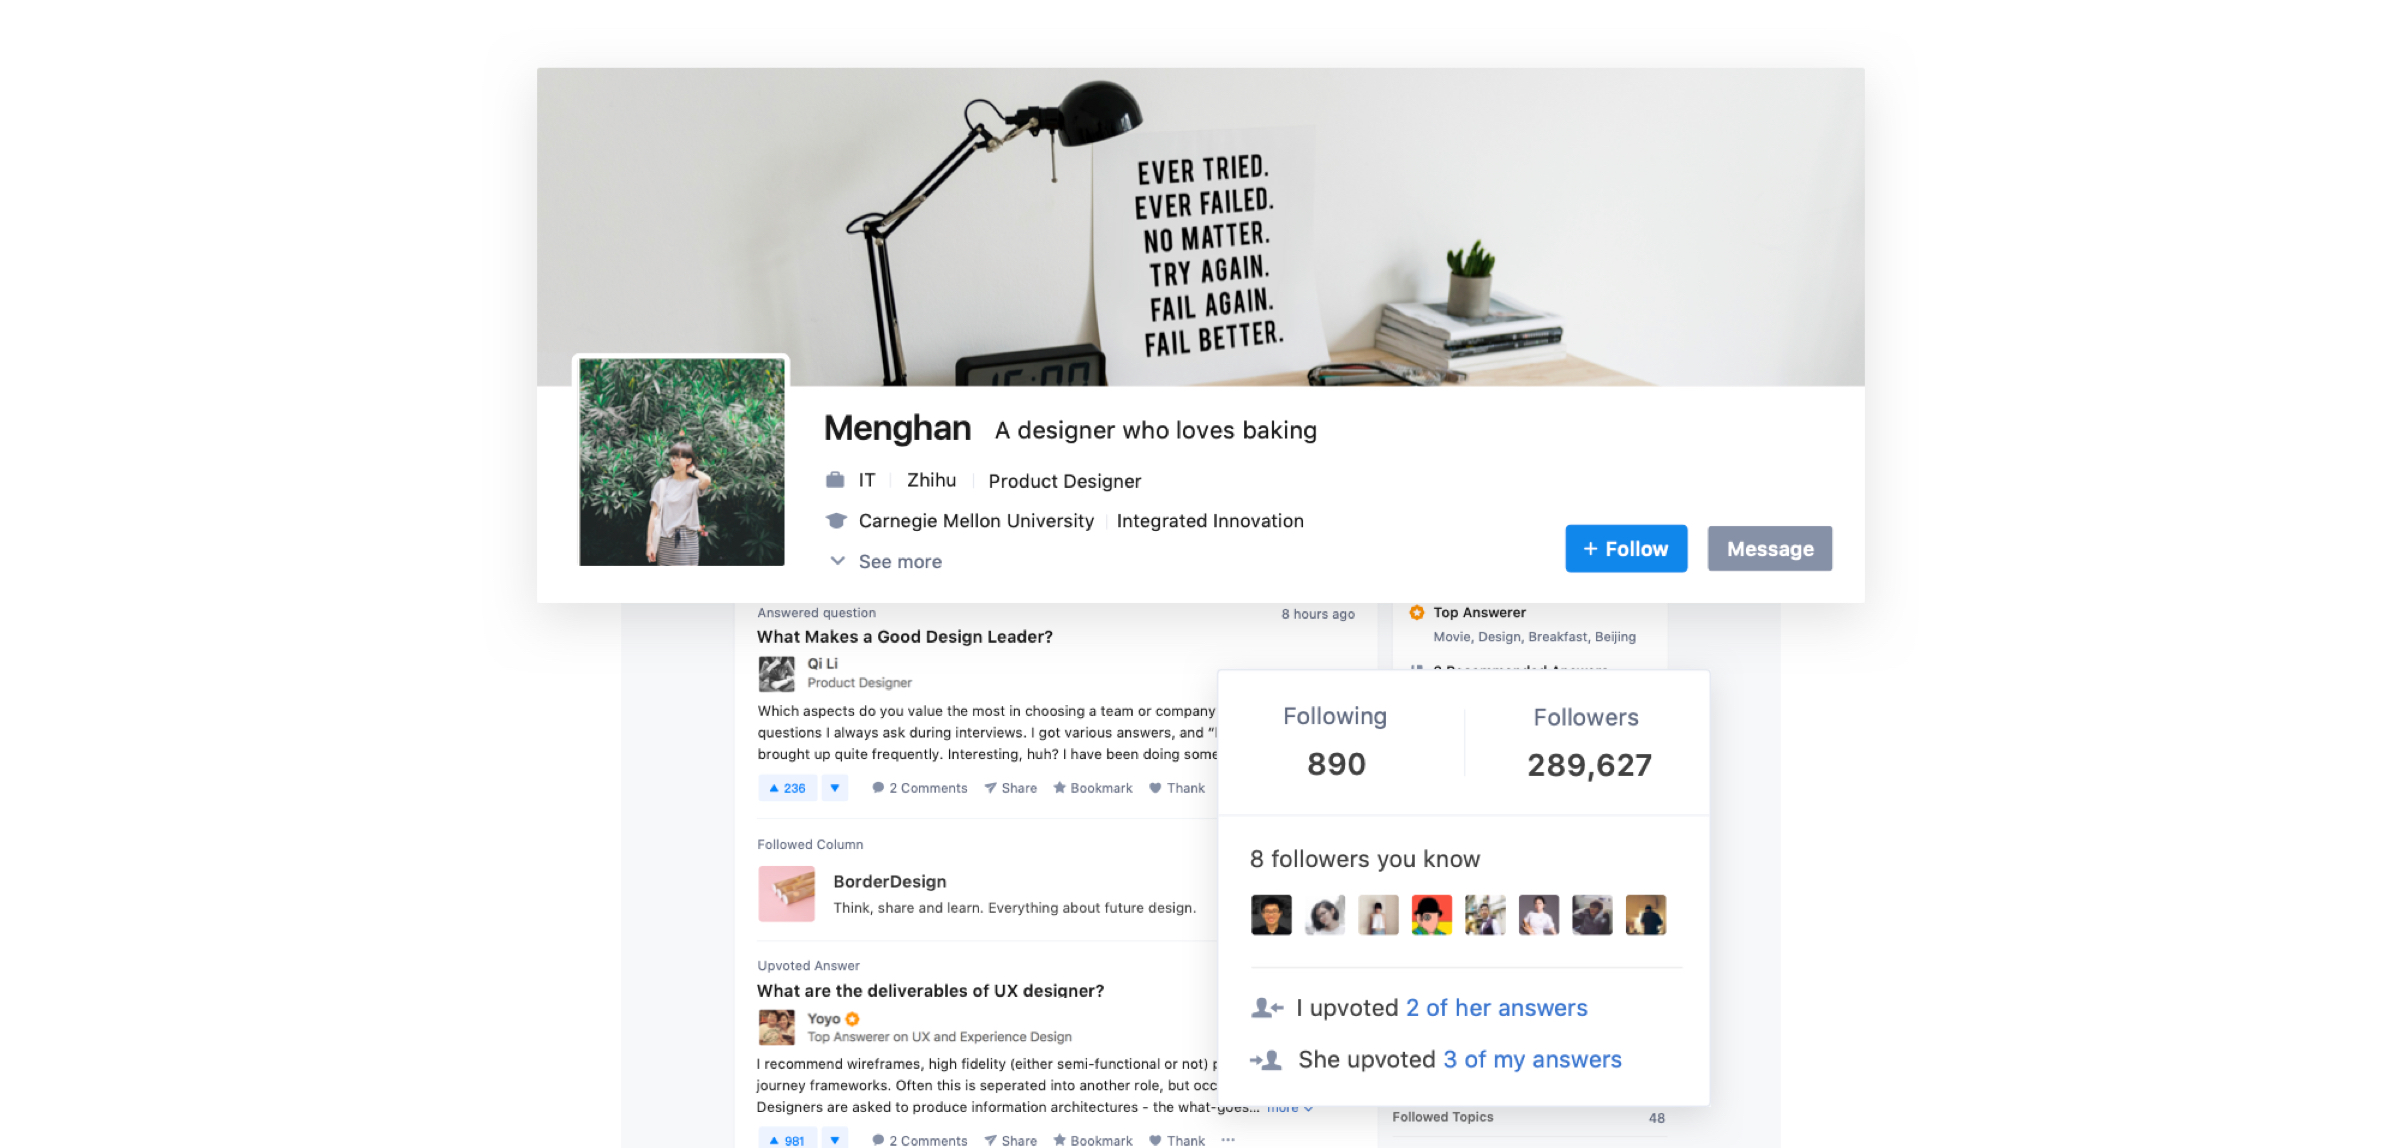 EVER TRIED.
EVER FAILED.
NO MATTER.
TRY AGAIN.
FAIL AGAIN.
FAIL BETTER.
15:00
Menghan A designer who loves baking
IT Zhihu Product Designer
Carnegie Mellon University Integrated Innovation
See more
+ Follow Message
Answered question 8 hours ago
What Makes a Good Design Leader?
Qi Li
Product Designer
Which aspects do you value the most in choosing a team or company
questions I always ask during interviews. I got various answers, and “
brought up quite frequently. Interesting, huh? I have been doing some
236 2 Comments Share Bookmark Thank
Followed Column
BorderDesign
Think, share and learn. Everything about future design.
Upvoted Answer
What are the deliverables of UX designer?
Yoyo
Top Answerer on UX and Experience Design
I recommend wireframes, high fidelity (either semi-functional or not)
journey frameworks. Often this is seperated into another role, but
Designers are asked to produce information architectures - the what-goes... more
981 2 Comments Share Bookmark Thank ···
Top Answerer
Movie, Design, Breakfast, Beijing
Following Followers
890 289,627
8 followers you know
I upvoted 2 of her answers
She upvoted 3 of my answers
Followed Topics 48